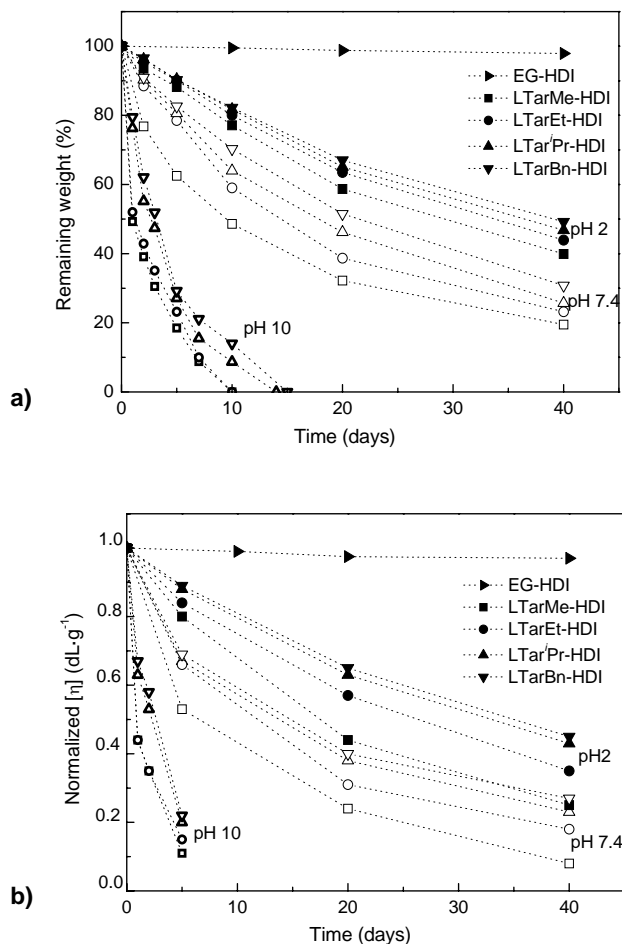 100
80
60
40
20
0
Remaining weight (%)
EG-HDI
LTarMe-HDI
LTarEt-HDI
LTar^iPr-HDI
LTarBn-HDI
pH 2
pH 7.4
pH 10
0 10 20 30 40
Time (days)
a)
1.0
0.8
0.6
0.4
0.2
0.0
Normalized [η] (dL·g⁻¹)
EG-HDI
LTarMe-HDI
LTarEt-HDI
LTar^iPr-HDI
LTarBn-HDI
pH2
pH 10
pH 7.4
0 10 20 30 40
Time (days)
b)